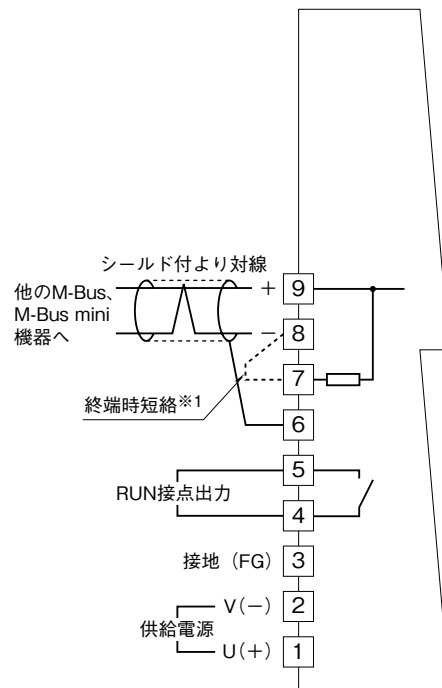 シールド付より対線
他のM-Bus、
M-Bus mini
機器へ
+ 9
− 8
7
終端時短絡※1
6
5
RUN接点出力
4
接地（FG） 3
V（−） 2
供給電源
U（＋） 1